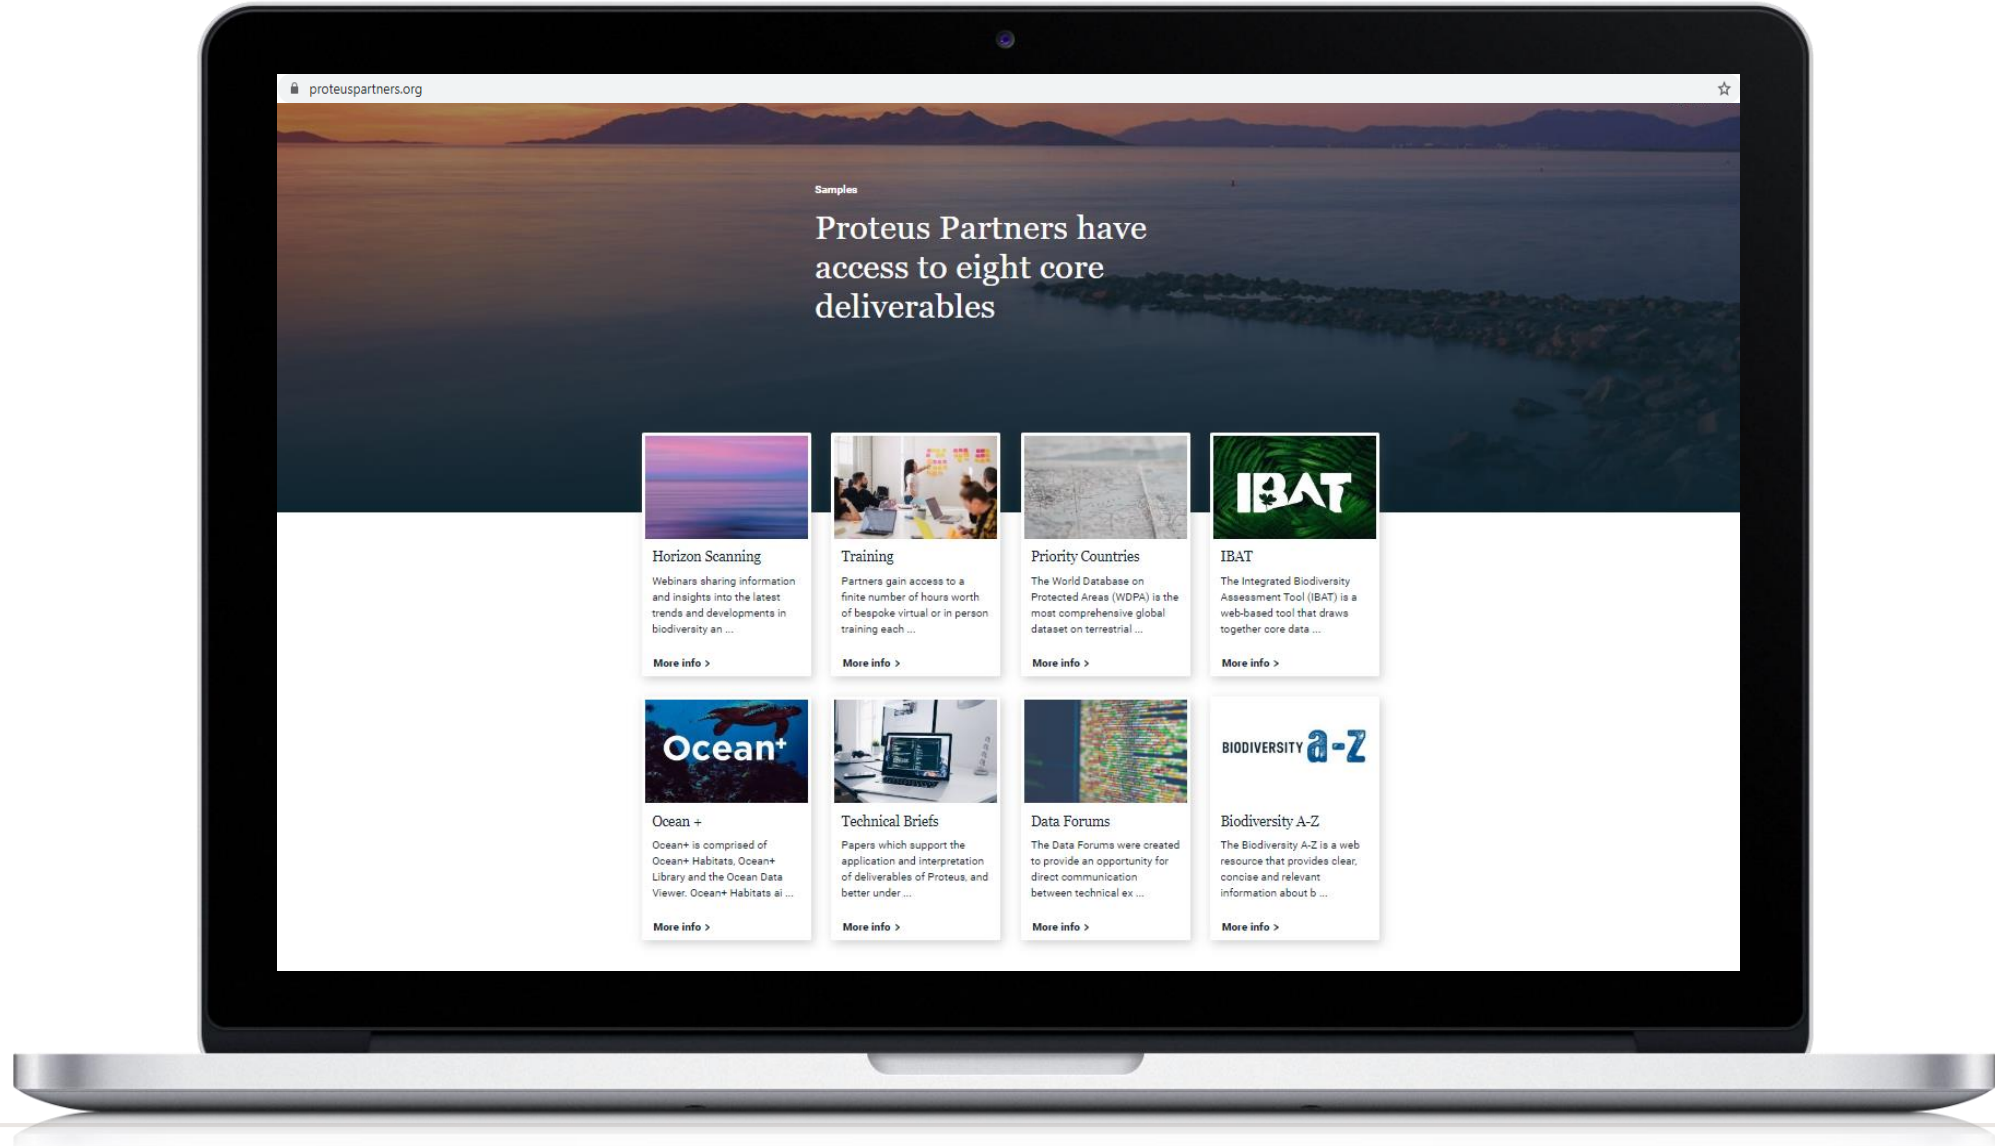 proteuspartners.org
Samples
Proteus Partners have
access to eight core
deliverables
IBAT
Horizon Scanning
Webinars sharing information
and insights into the latest
trends and developments in
biodiversity an ...
More info >
Training
Partners gain access to a
finite number of hours worth
of bespoke virtual or in person
training each ...
More info >
Priority Countries
The World Database on
Protected Areas (WDPA) is the
most comprehensive global
dataset on terrestrial ...
More info >
IBAT
The Integrated Biodiversity
Assessment Tool (IBAT) is a
web-based tool that draws
together core data ...
More info >
Ocean+
Ocean +
Ocean+ is comprised of
Ocean+ Habitats, Ocean+
Library and the Ocean Data
Viewer. Ocean+ Habitats ai ...
More info >
Technical Briefs
Papers which support the
application and interpretation
of deliverables of Proteus, and
better under ...
More info >
Data Forums
The Data Forums were created
to provide an opportunity for
direct communication
between technical ex ...
More info >
BIODIVERSITY a-z
Biodiversity A-Z
The Biodiversity A-Z is a web
resource that provides clear,
concise and relevant
information about b ...
More info >